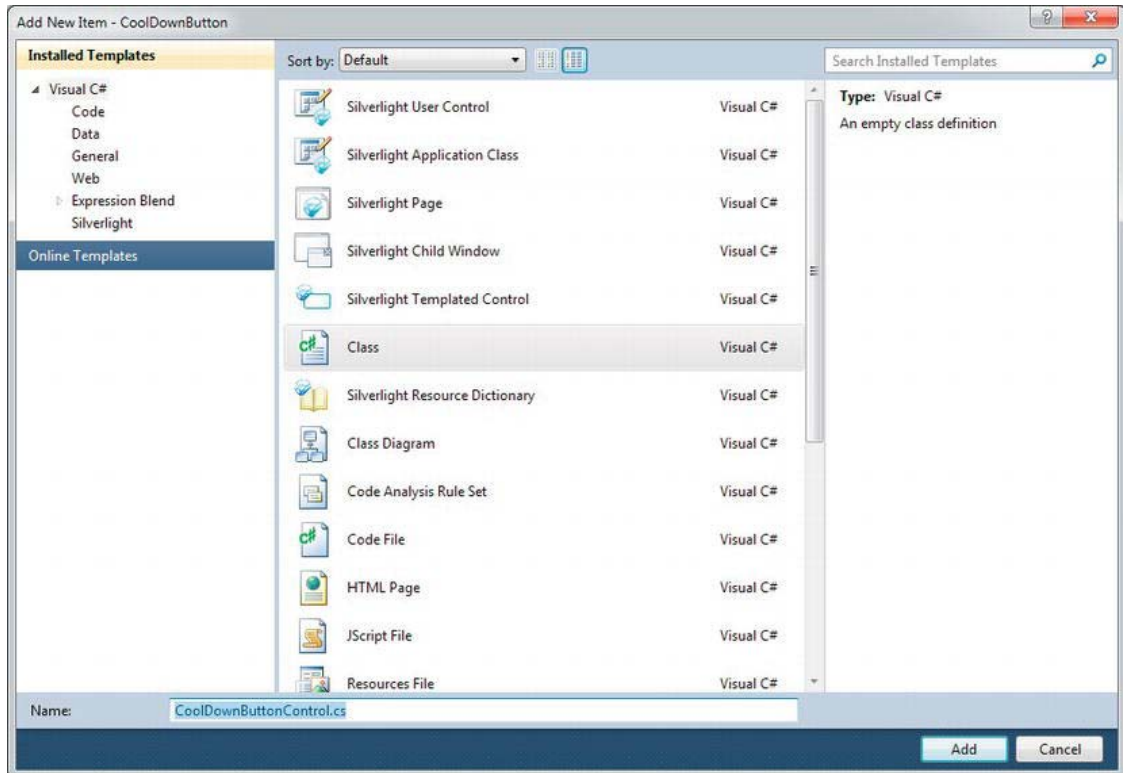 Add New Item - CoolDownButton
Installed Templates
Visual C#
Code
Data
General
Web
Expression Blend
Silverlight
Online Templates
Sort by: Default
Silverlight User Control Visual C#
Silverlight Application Class Visual C#
Silverlight Page Visual C#
Silverlight Child Window Visual C#
Silverlight Templated Control Visual C#
Class Visual C#
Silverlight Resource Dictionary Visual C#
Class Diagram Visual C#
Code Analysis Rule Set Visual C#
Code File Visual C#
HTML Page Visual C#
JScript File Visual C#
Resources File Visual C#
Search Installed Templates
Type: Visual C#
An empty class definition
Name: CoolDownButtonControl.cs
Add Cancel